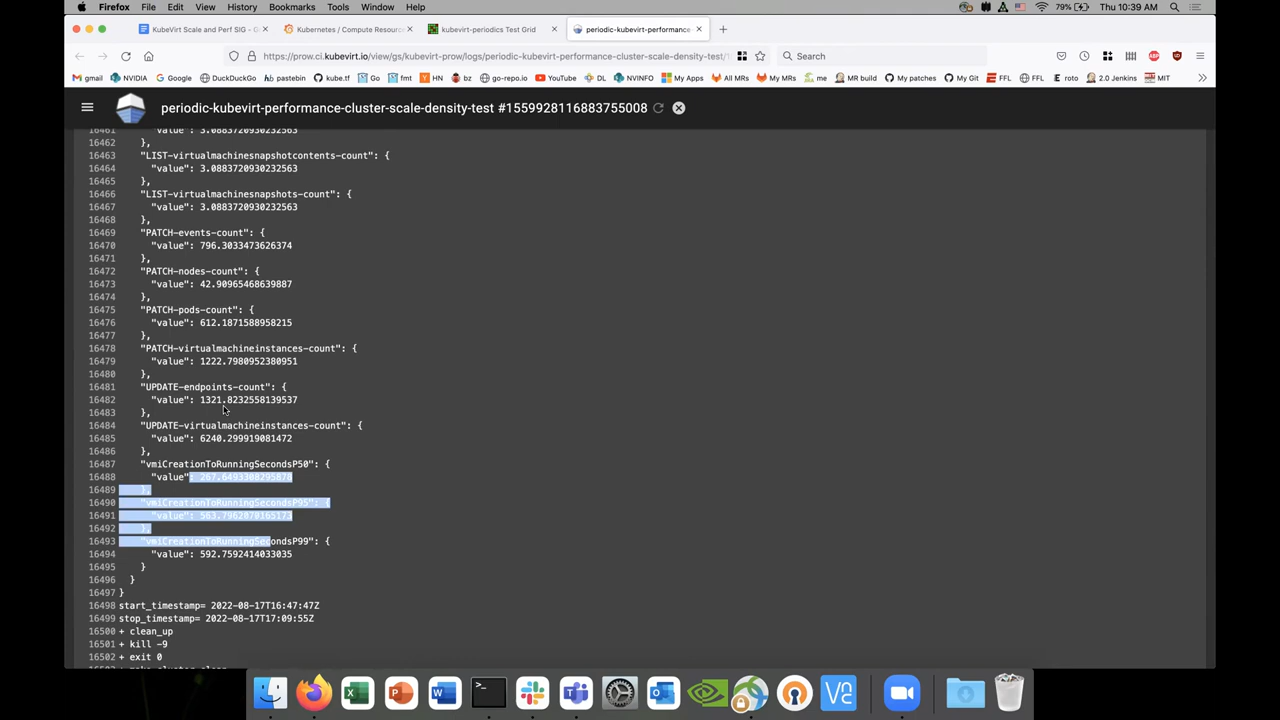 Firefox File Edit View History Bookmarks Tools Window Help 79% Thu 10:39 AM
KubeVirt Scale and Perf SIG - G Kubernetes / Compute Resourc kubevirt-periodics Test Grid periodic-kubevirt-performance
https://prow.ci.kubevirt.io/view/gs/kubevirt-prow/logs/periodic-kubevirt-performance-cluster-scale-density-test/ Search
gmail NVIDIA Google DuckDuckGo pastebin kube.tf fmt HN bz go-repo.io YouTube DL NVINFO My Apps All MRs My MRs me MR build My patches My Git FFL FFL roto 2.0 Jenkins MIT
periodic-kubevirt-performance-cluster-scale-density-test #1559928116883755008
16461 "value": 3.0883720930232563
16462 },
16463 "LIST-virtualmachinesnapshotcontents-count": {
16464 "value": 3.0883720930232563
16465 },
16466 "LIST-virtualmachinesnapshots-count": {
16467 "value": 3.0883720930232563
16468 },
16469 "PATCH-events-count": {
16470 "value": 796.3033473626374
16471 },
16472 "PATCH-nodes-count": {
16473 "value": 42.90965468639887
16474 },
16475 "PATCH-pods-count": {
16476 "value": 612.1871588958215
16477 },
16478 "PATCH-virtualmachineinstances-count": {
16479 "value": 1222.7980952380951
16480 },
16481 "UPDATE-endpoints-count": {
16482 "value": 1321.8232558139537
16483 },
16484 "UPDATE-virtualmachineinstances-count": {
16485 "value": 6240.299919081472
16486 },
16487 "vmiCreationToRunningSecondsP50": {
16488 "value":
16489 },
16490 "vmiCreationToRunningSecondsP95": {
16491 "value": 563.7962070165173
16492 },
16493 "vmiCreationToRunningSecondsP99": {
16494 "value": 592.7592414033035
16495 }
16496 }
16497 }
16498 start_timestamp= 2022-08-17T16:47:47Z
16499 stop_timestamp= 2022-08-17T17:09:55Z
16500 + clean_up
16501 + kill -9
16502 + exit 0